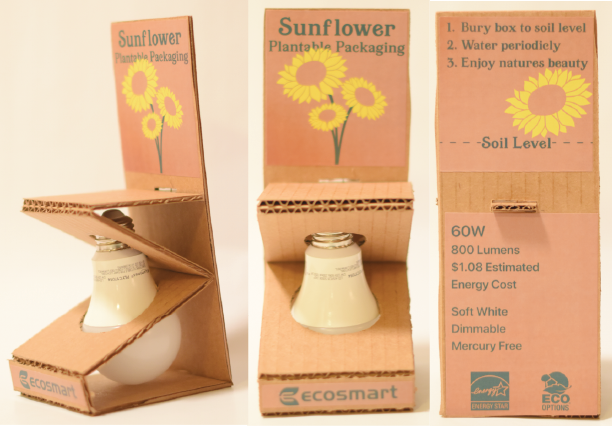 Sunflower
Plantable Packaging
ECOSMART
Sunflower
Plantable Packaging
ECOSMART
1. Bury box to soil level
2. Water periodicly
3. Enjoy natures beauty
Soil Level
60W
800 Lumens
$1.08 Estimated
Energy Cost
Soft White
Dimmable
Mercury Free
energy
ENERGY STAR
ECO
OPTIONS